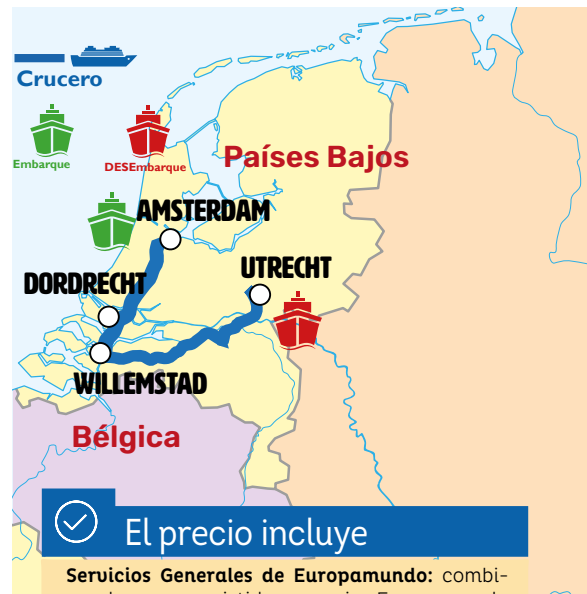 Crucero
Embarque
DESEmbarque
Países Bajos
AMSTERDAM
UTRECHT
DORDRECHT
WILLEMSTAD
Bélgica
El precio incluye
Servicios Generales de Europamundo: combi-